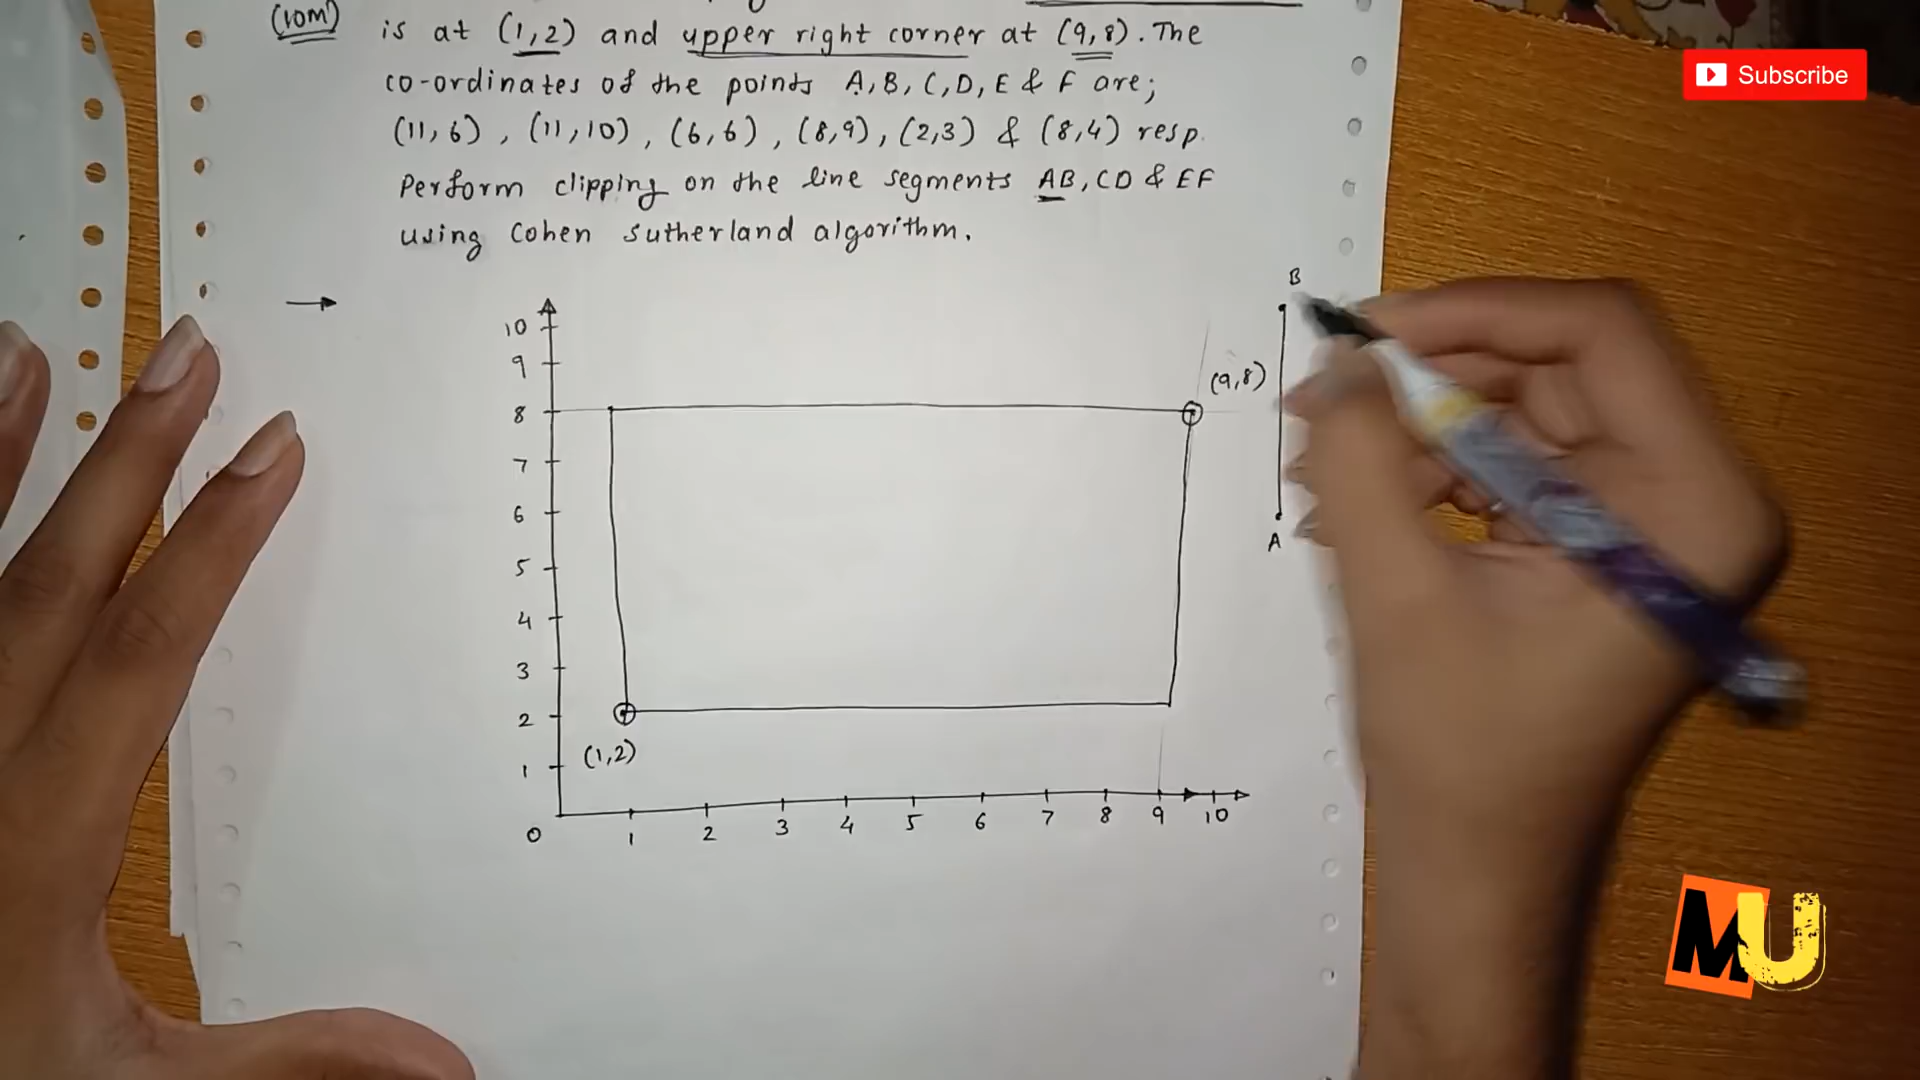 (10m) is at (1,2) and upper right corner at (9,8). The
co-ordinates of the points A, B, C, D, E & F are;
(11,6), (11,10), (6,6), (8,9), (2,3) & (8,4) resp.
Perform clipping on the line segments AB, CD & EF
using Cohen Sutherland algorithm.
Subscribe
B
10
9
8
7
6
5
4
3
2
1
0
(9,8)
A
(1,2)
1 2 3 4 5 6 7 8 9 10
MU